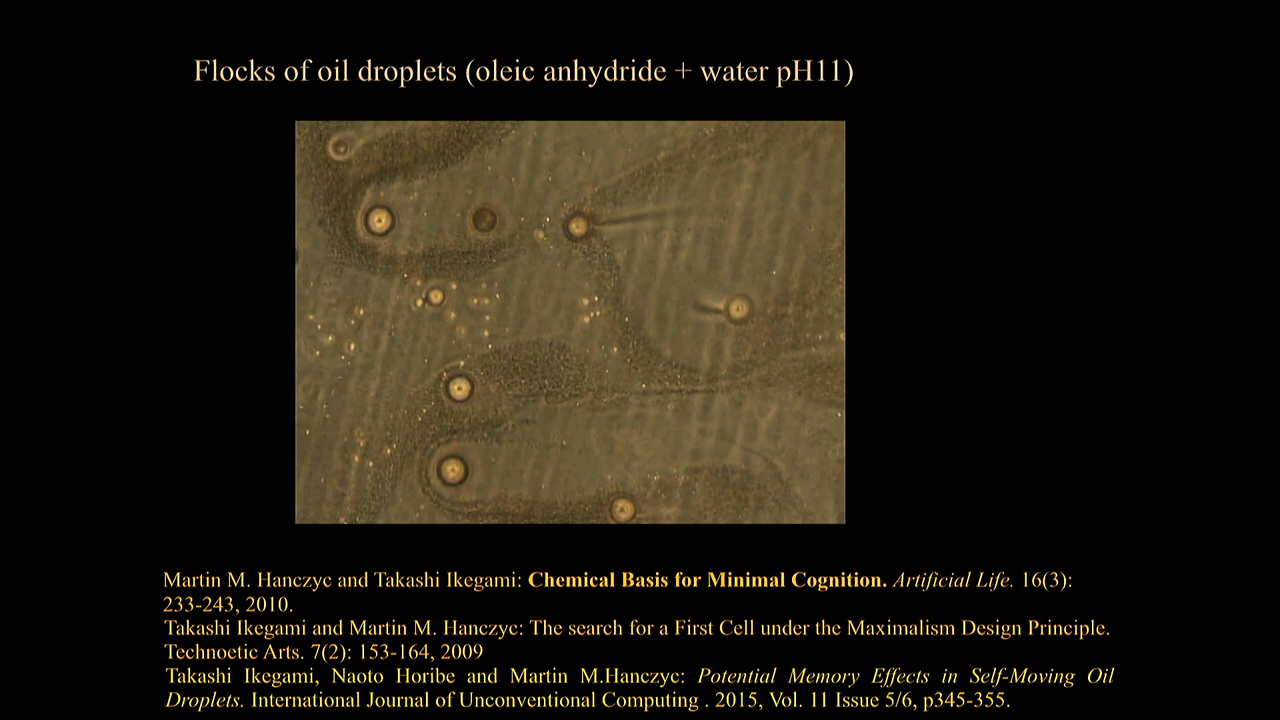 Flocks of oil droplets (oleic anhydride + water pH11)
Martin M. Hanczyc and Takashi Ikegami: Chemical Basis for Minimal Cognition. Artificial Life. 16(3):
233-243, 2010.
Takashi Ikegami and Martin M. Hanczyc: The search for a First Cell under the Maximalism Design Principle.
Technoetic Arts. 7(2): 153-164, 2009
Takashi Ikegami, Naoto Horibe and Martin M.Hanczyc: Potential Memory Effects in Self-Moving Oil
Droplets. International Journal of Unconventional Computing . 2015, Vol. 11 Issue 5/6, p345-355.